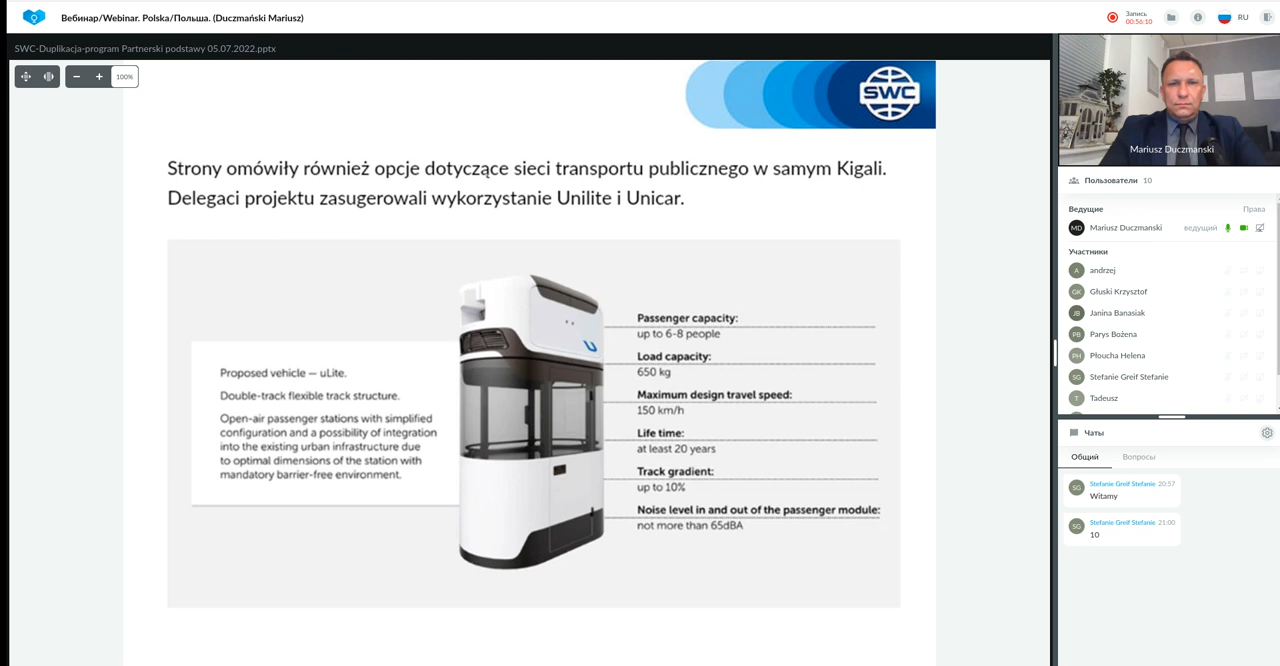 Вебинар/Webinar. Polska/Польша. (Duczmański Mariusz)
Запись
00:56:10
RU
SWC-Duplikacja-program Partnerski podstawy 05.07.2022.pptx
100%
SWC
Strony omówiły również opcje dotyczące sieci transportu publicznego w samym Kigali.
Delegaci projektu zasugerowali wykorzystanie Unilite i Unicar.
Proposed vehicle — uLite.
Double-track flexible track structure.
Open-air passenger stations with simplified
configuration and a possibility of integration
into the existing urban infrastructure due
to optimal dimensions of the station with
mandatory barrier-free environment.
Passenger capacity:
up to 6-8 people
Load capacity:
650 kg
Maximum design travel speed:
150 km/h
Life time:
at least 20 years
Track gradient:
up to 10%
Noise level in and out of the passenger module:
not more than 65dBA
Mariusz Duczmanski
Пользователи 10
Ведущие Права
MD Mariusz Duczmanski ведущий
Участники
A andrzej
GK Głuski Krzysztof
JB Janina Banasiak
PB Parys Bożena
PH Płoucha Helena
SG Stefanie Greif Stefanie
T Tadeusz
Чаты
Общий Вопросы
SG Stefanie Greif Stefanie 20:57
Witamy
SG Stefanie Greif Stefanie 21:00
10